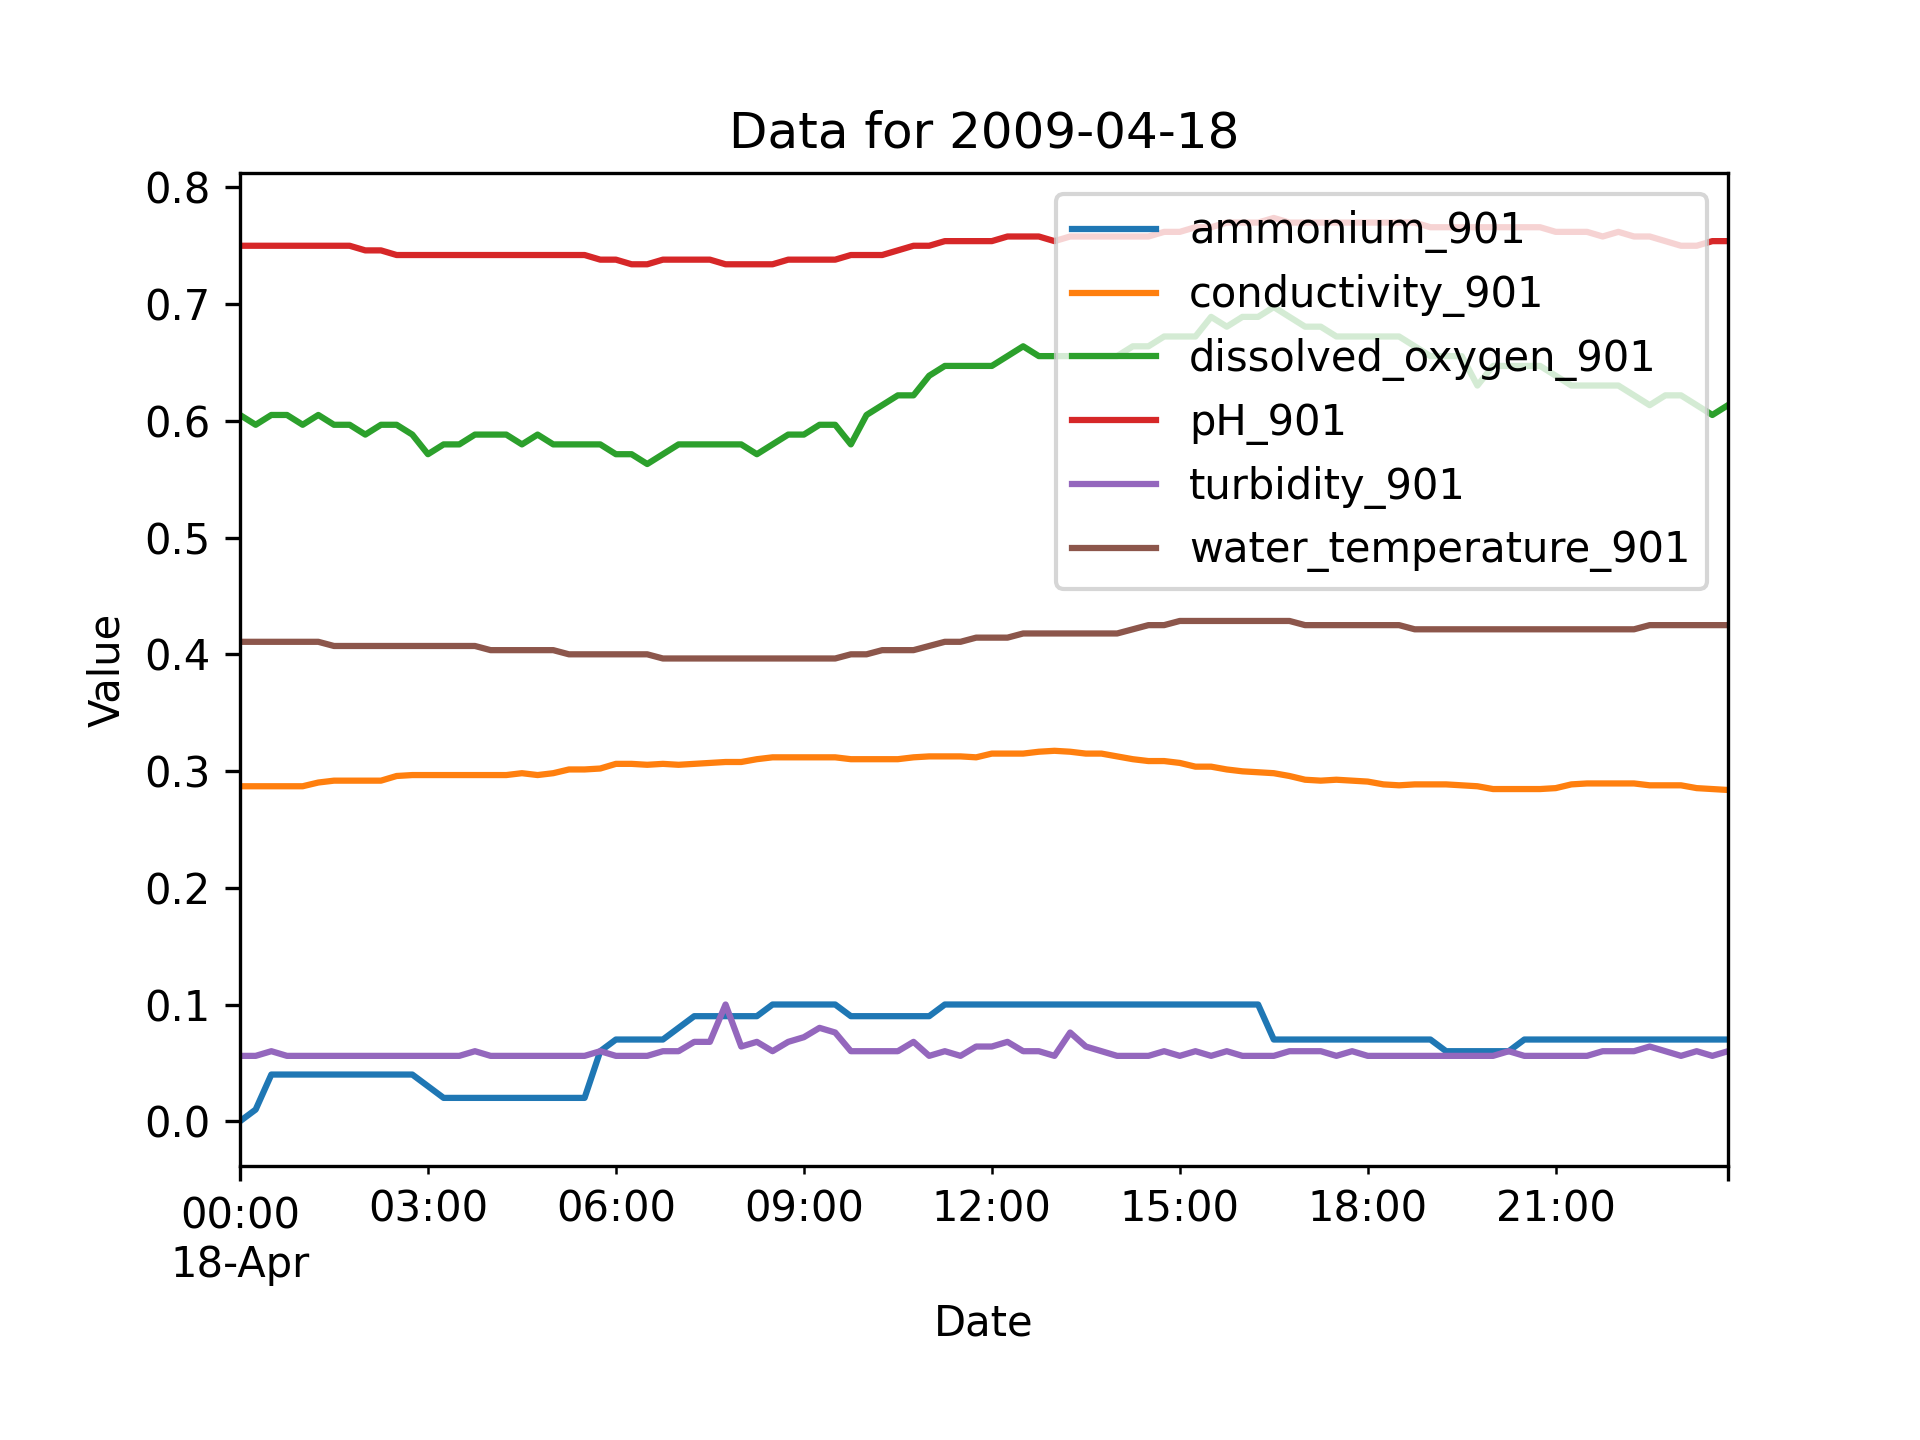 Data for 2009-04-18
0.8
0.7
0.6
0.5
0.4
0.3
0.2
0.1
0.0
Value
ammonium_901
conductivity_901
dissolved_oxygen_901
pH_901
turbidity_901
water_temperature_901
00:00 03:00 06:00 09:00 12:00 15:00 18:00 21:00
18-Apr
Date